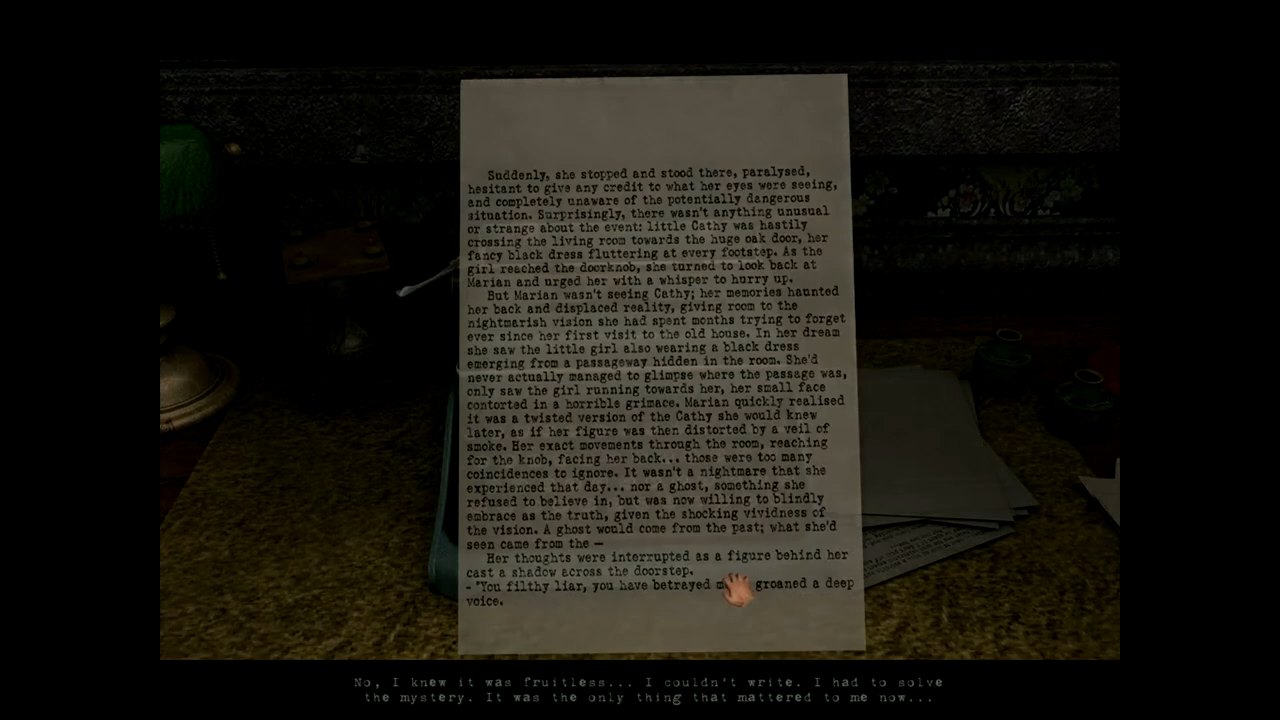 Suddenly, she stopped and stood there, paralysed,
hesitant to give any credit to what her eyes were seeing,
and completely unaware of the potentially dangerous
situation. Surprisingly, there wasn't anything unusual
or strange about the event: little Cathy was hastily
crossing the living room towards the huge oak door, her
fancy black dress fluttering at every footstep. As the
girl reached the doorknob, she turned to look back at
Marian and urged her with a whisper to hurry up.
But Marian wasn't seeing Cathy; her memories haunted
her back and displaced reality, giving room to the
nightmarish vision she had spent months trying to forget
ever since her first visit to the old house. In her dream
she saw the little girl also wearing a black dress
emerging from a passageway hidden in the room. She'd
never actually managed to glimpse where the passage was,
only saw the girl running towards her, her small face
contorted in a horrible grimace. Marian quickly realised
it was a twisted version of the Cathy she would knew
later, as if her figure was then distorted by a veil of
smoke. Her exact movements through the room, reaching
for the knob, facing her back... those were too many
coincidences to ignore. It wasn't a nightmare that she
experienced that day... nor a ghost, something she
refused to believe in, but was now willing to blindly
embrace as the truth, given the shocking vividness of
the vision. A ghost would come from the past; what she'd
seen came from the —
Her thoughts were interrupted as a figure behind her
cast a shadow across the doorstep.
- "You filthy liar, you have betrayed groaned a deep
voice.
No, I knew it was fruitless... I couldn't write. I had to solve
the mystery. It was the only thing that mattered to me now...